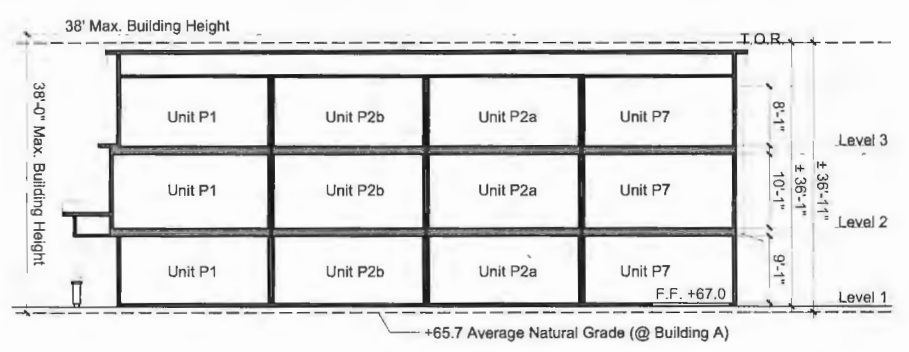 38' Max. Building Height
T.O.R.
38'-0" Max. Building Height
Unit P1
Unit P2b
Unit P2a
Unit P7
8'-1"
Level 3
± 36'-1"
± 36'-11"
Unit P1
Unit P2b
Unit P2a
Unit P7
10'-1"
Level 2
Unit P1
Unit P2b
Unit P2a
Unit P7
9'-1"
F.F. +67.0
Level 1
+65.7 Average Natural Grade (@ Building A)